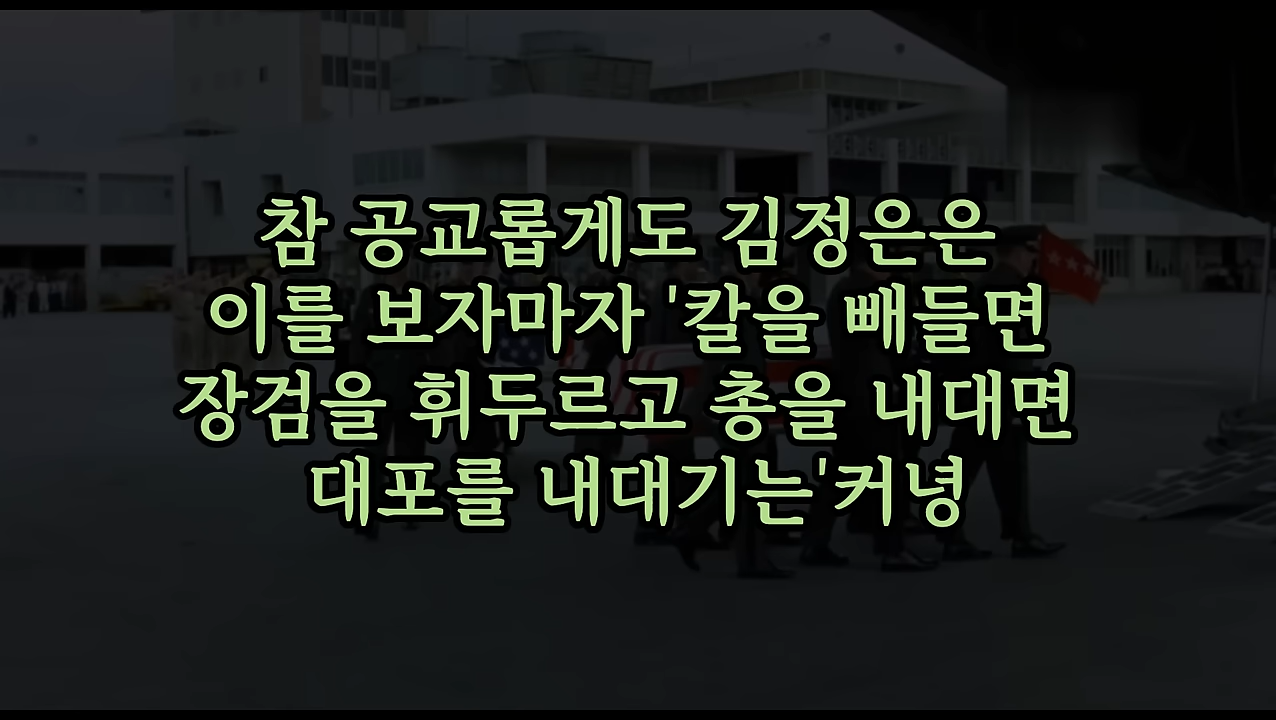 참 공교롭게도 김정은은
이를 보자마자 '칼을 빼들면
장검을 휘두르고 총을 내대면
대포를 내대기는'커녕